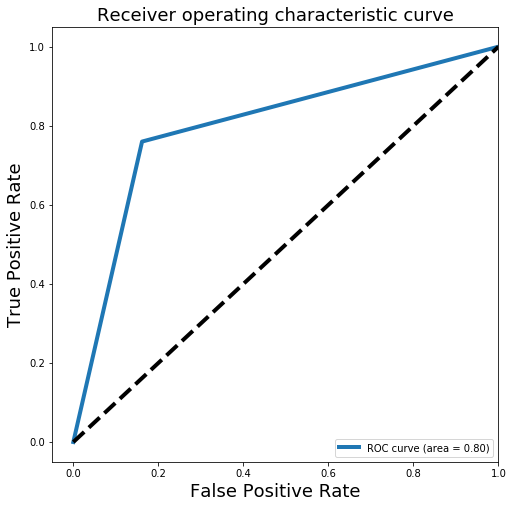 Receiver operating characteristic curve
True Positive Rate
1.0
0.8
0.6
0.4
0.2
0.0
ROC curve (area = 0.80)
0.0 0.2 0.4 0.6 0.8 1.0
False Positive Rate